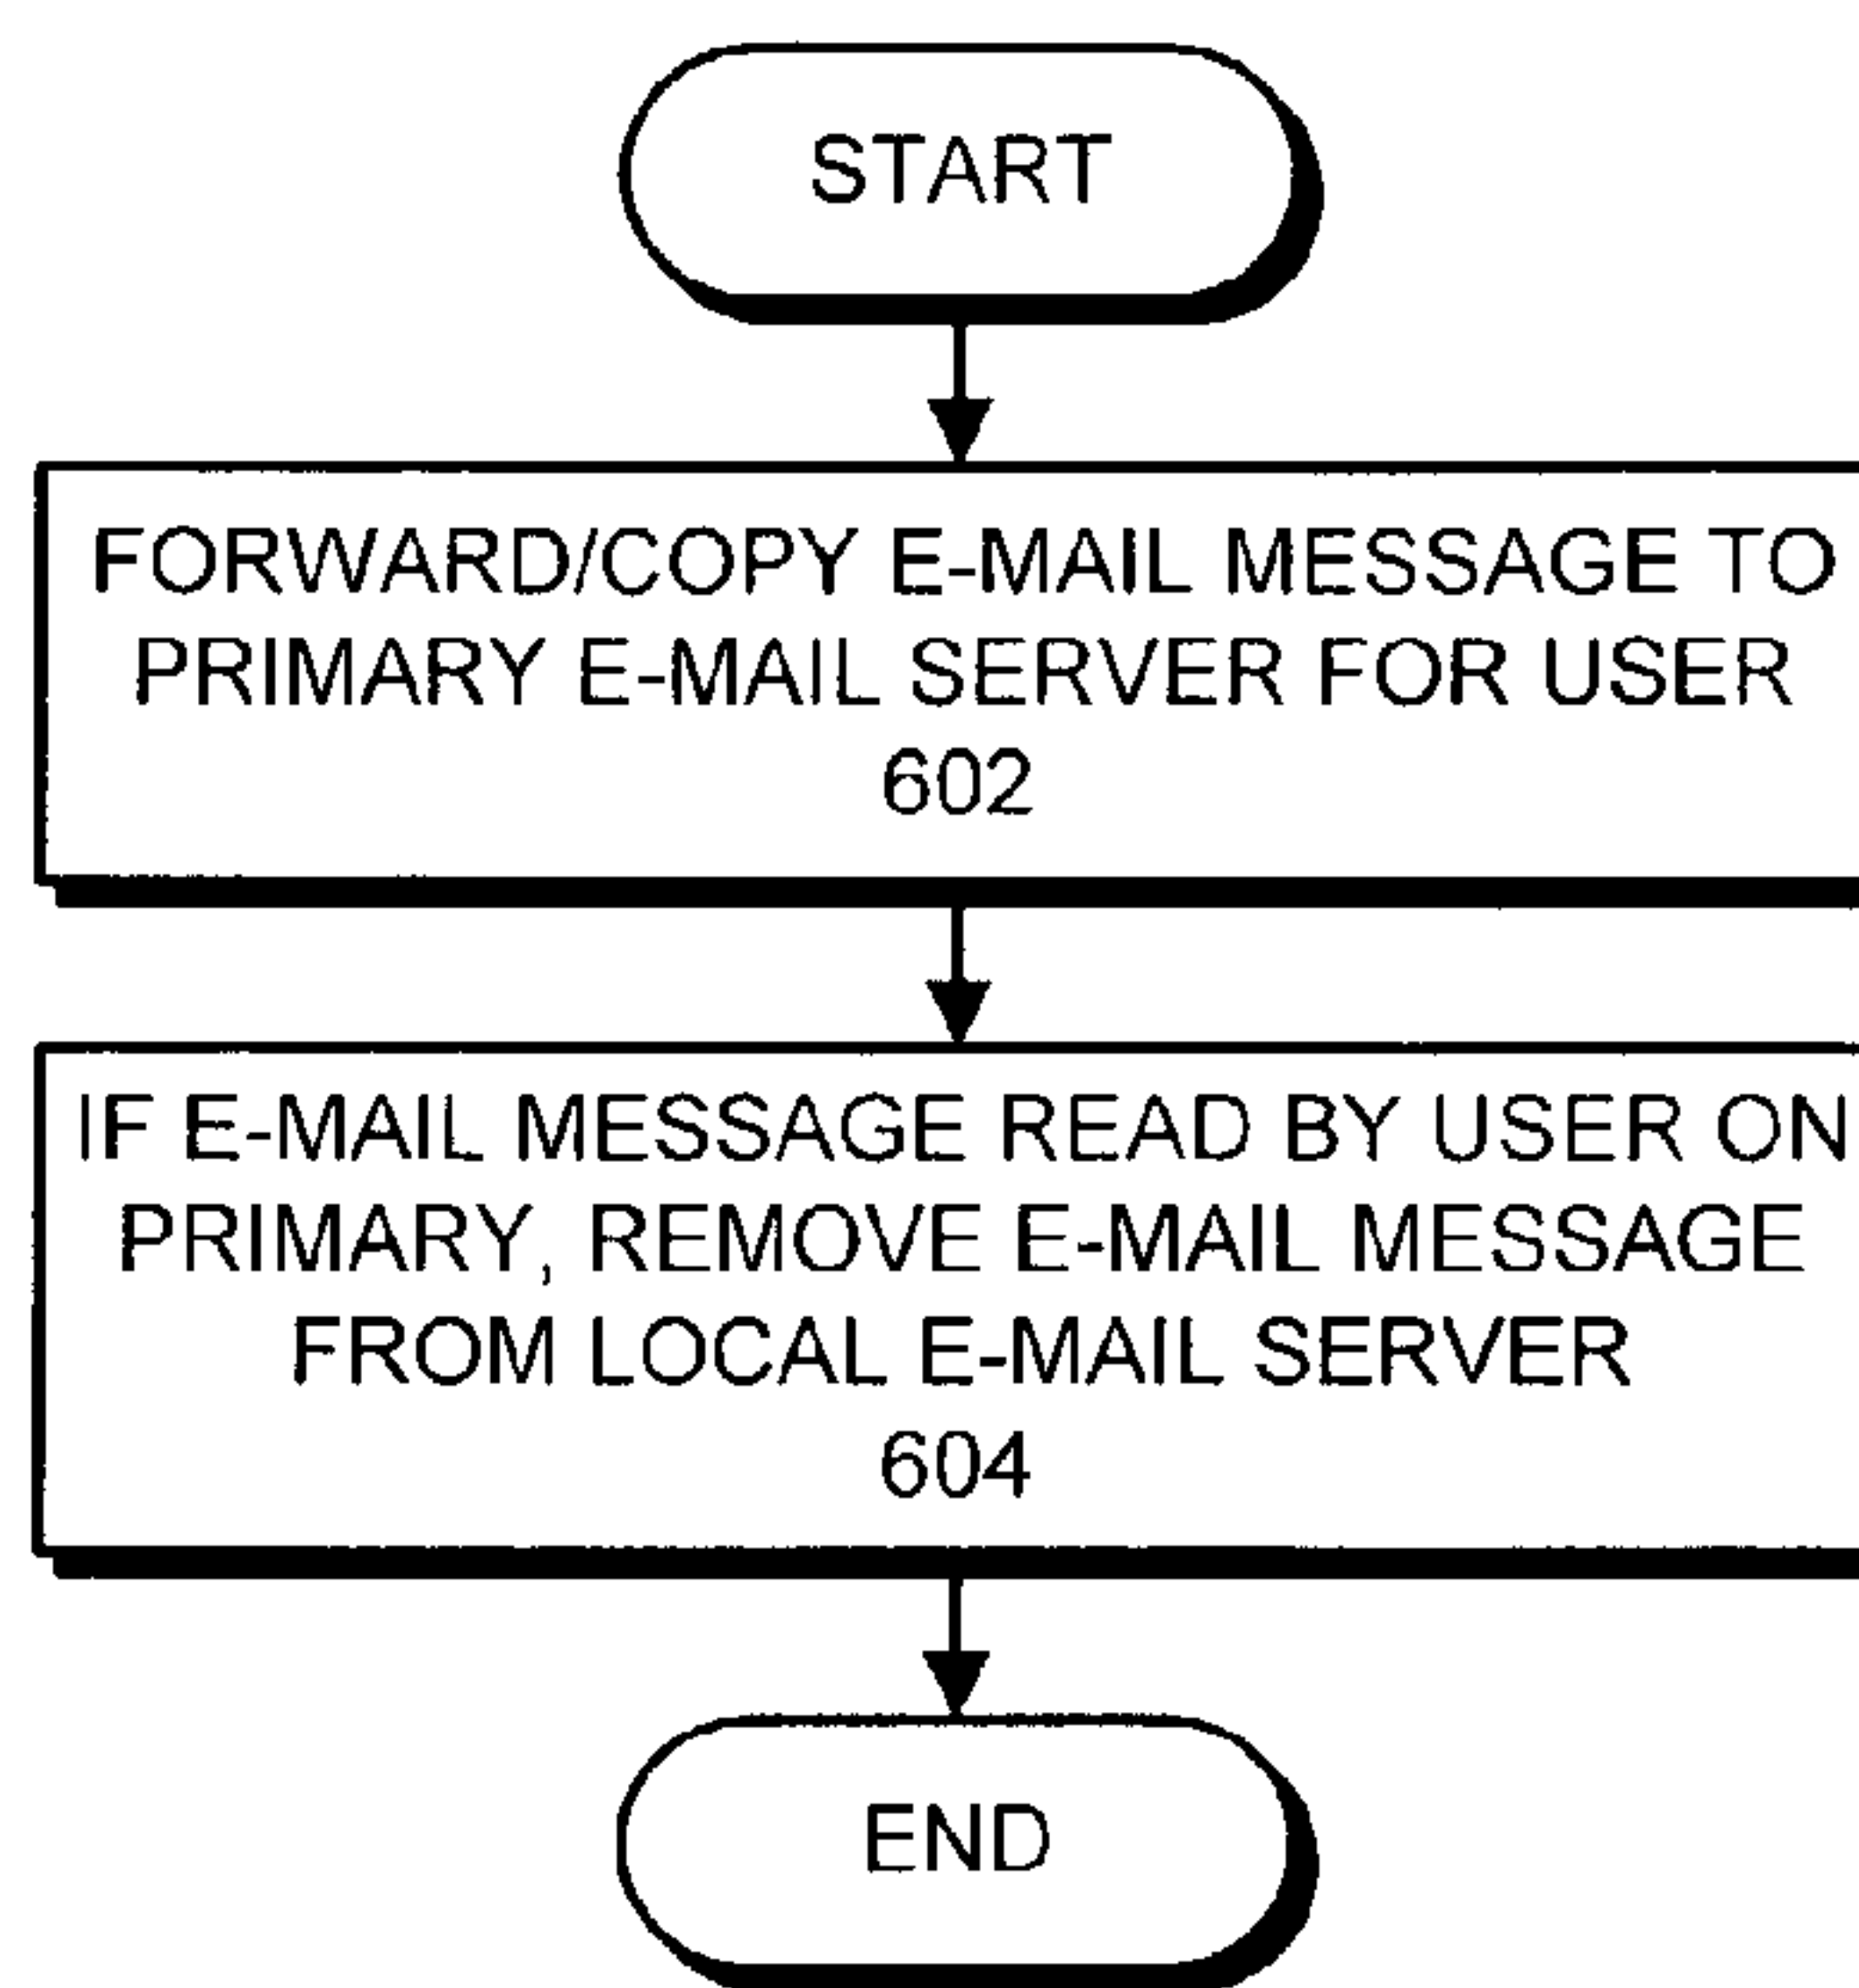 START
FORWARD/COPY E-MAIL MESSAGE TO
PRIMARY E-MAIL SERVER FOR USER
602
IF E-MAIL MESSAGE READ BY USER ON
PRIMARY, REMOVE E-MAIL MESSAGE
FROM LOCAL E-MAIL SERVER
604
END